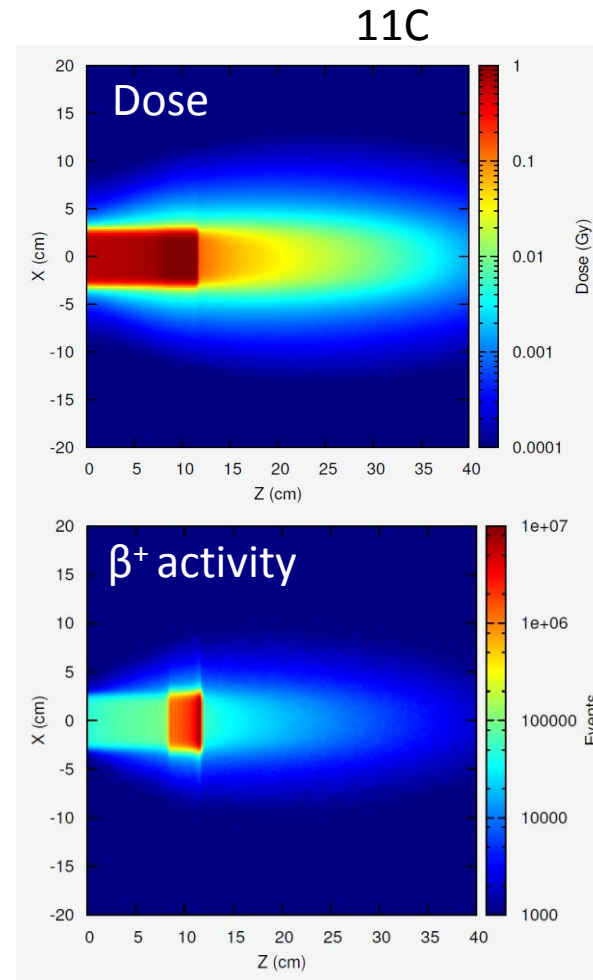 11C
Dose
20
15
10
5
0
-5
-10
-15
-20
X (cm)
0 5 10 15 20 25 30 35 40
Z (cm)
1
0.1
0.01
0.001
0.0001
Dose (Gy)
β⁺ activity
20
15
10
5
0
-5
-10
-15
-20
X (cm)
0 5 10 15 20 25 30 35 40
Z (cm)
1e+07
1e+06
100000
10000
1000
Events